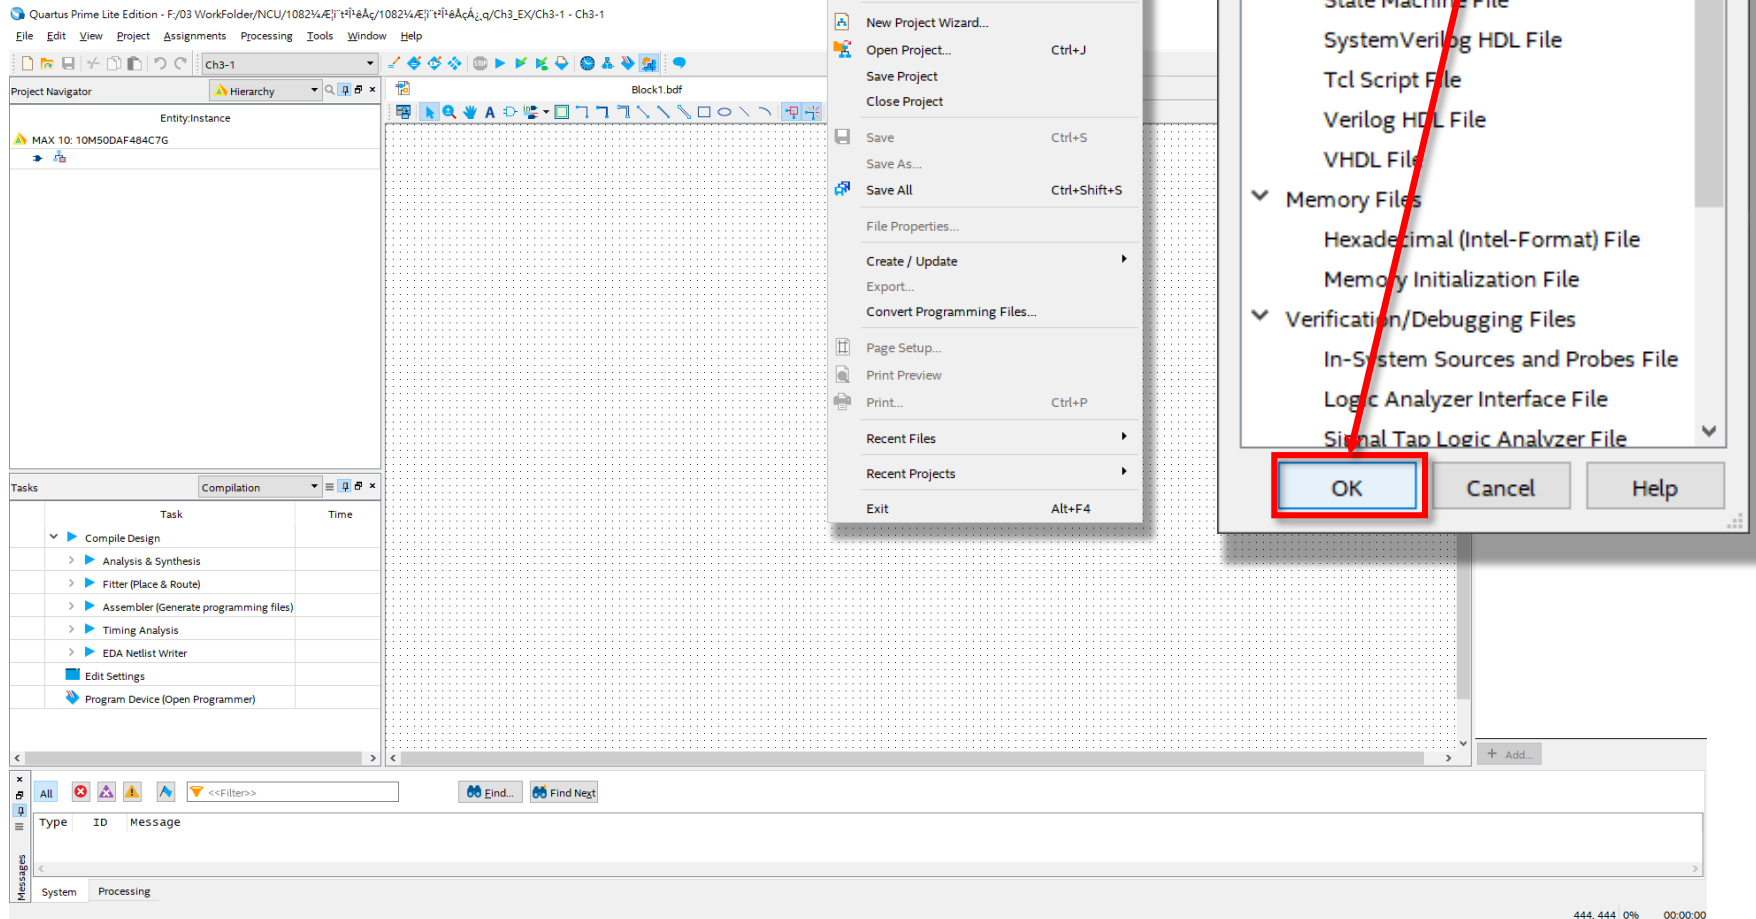 Quartus Prime Lite Edition - F:/03 WorkFolder/NCU/1082¼Æ¦ì¨t²Î¹êÅç/1082¼Æ¦ì¨t²Î¹êÅçÁ¿¸q/Ch3_EX/Ch3-1 - Ch3-1
File Edit View Project Assignments Processing Tools Window Help
Ch3-1
STOP
Project Navigator
Hierarchy
Entity:Instance
MAX 10: 10M50DAF484C7G
Block1.bdf
A
New Project Wizard...
Open Project... Ctrl+J
Save Project
Close Project
Save Ctrl+S
Save As...
Save All Ctrl+Shift+S
File Properties...
Create / Update
Export...
Convert Programming Files...
Page Setup...
Print Preview
Print... Ctrl+P
Recent Files
Recent Projects
Exit Alt+F4
State Machine File
SystemVerilog HDL File
Tcl Script File
Verilog HDL File
VHDL File
Memory Files
Hexadecimal (Intel-Format) File
Memory Initialization File
Verification/Debugging Files
In-System Sources and Probes File
Logic Analyzer Interface File
Signal Tap Logic Analyzer File
OK Cancel Help
Tasks
Compilation
Task Time
Compile Design
Analysis & Synthesis
Fitter (Place & Route)
Assembler (Generate programming files)
Timing Analysis
EDA Netlist Writer
Edit Settings
Program Device (Open Programmer)
+ Add...
All
<<Filter>>
Find... Find Next
Type ID Message
Messages
System Processing
444, 444 0% 00:00:00